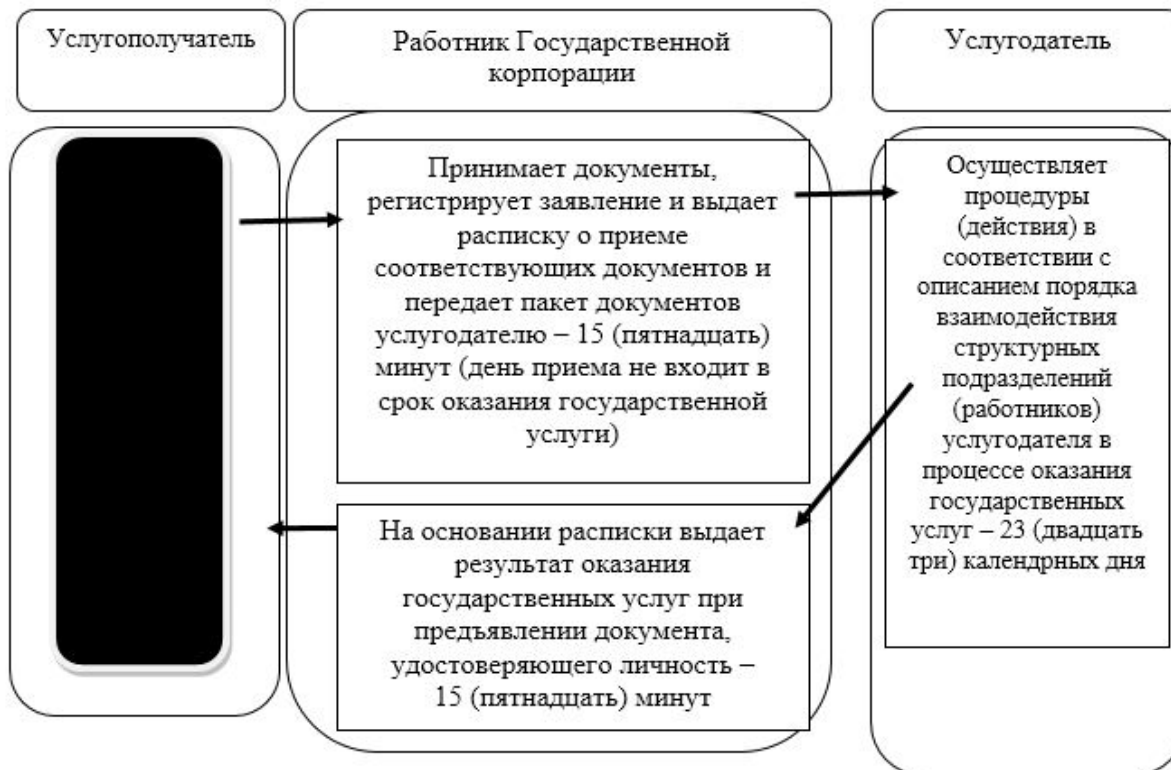 Услугополучатель
Работник Государственной
корпорации
Услугодатель
Принимает документы,
регистрирует заявление и выдает
расписку о приеме
соответствующих документов и
передает пакет документов
услугодателю – 15 (пятнадцать)
минут (день приема не входит в
срок оказания государственной
услуги)
На основании расписки выдает
результат оказания
государственных услуг при
предъявлении документа,
удостоверяющего личность –
15 (пятнадцать) минут
Осуществляет
процедуры
(действия) в
соответствии с
описанием порядка
взаимодействия
структурных
подразделений
(работников)
услугодателя в
процессе оказания
государственных
услуг – 23 (двадцать
три) календрных дня